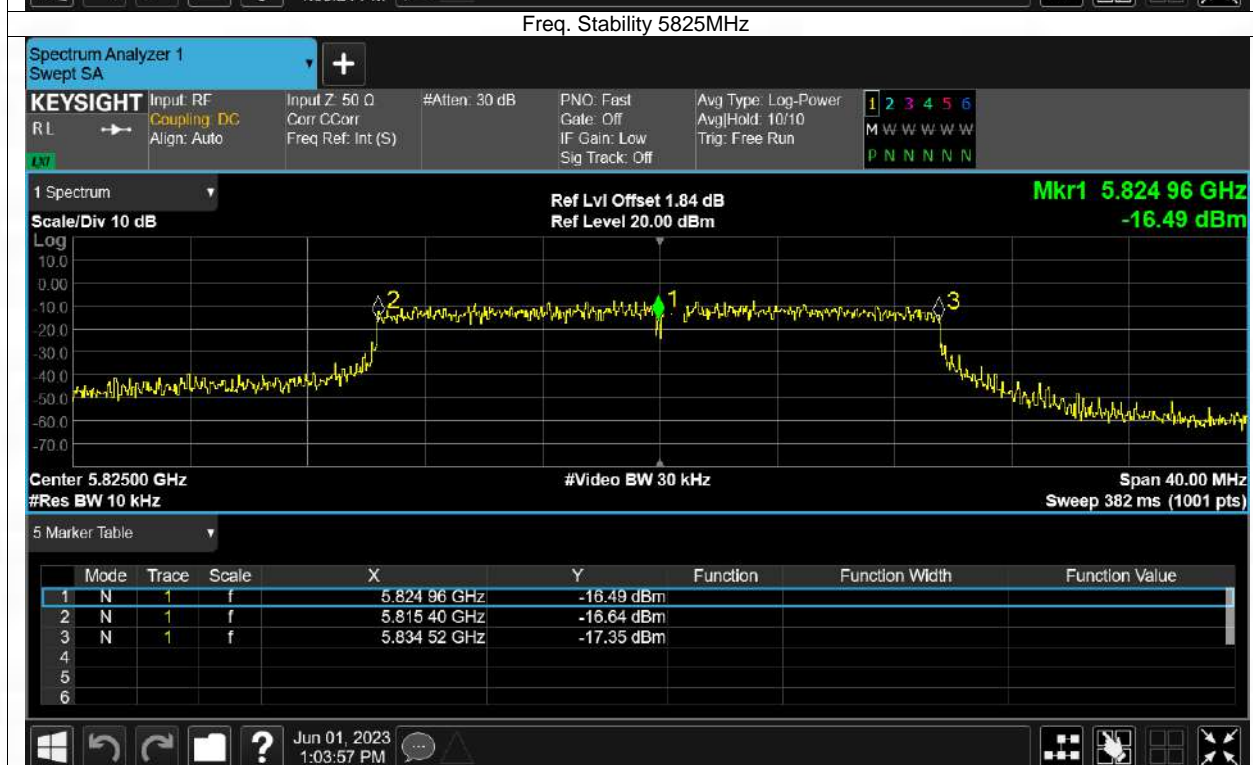 Freq. Stability 5825MHz
Spectrum Analyzer 1
Swept SA
+
KEYSIGHT Input: RF Input Z: 50 Ω #Atten: 30 dB PNO: Fast Avg Type: Log-Power 1 2 3 4 5 6
RL Coupling: DC Corr CCorr Gate: Off Avg|Hold: 10/10 M W W W W W
Align: Auto Freq Ref: Int (S) IF Gain: Low Trig: Free Run
LXI Sig Track: Off P N N N N N
1 Spectrum Ref Lvl Offset 1.84 dB Mkr1 5.824 96 GHz
Scale/Div 10 dB Ref Level 20.00 dBm -16.49 dBm
Log
10.0
0.00
-10.0
-20.0
-30.0
-40.0
-50.0
-60.0
-70.0
2 1 3
Center 5.82500 GHz #Video BW 30 kHz Span 40.00 MHz
#Res BW 10 kHz Sweep 382 ms (1001 pts)
5 Marker Table
Mode Trace Scale X Y Function Function Width Function Value
1 N 1 f 5.824 96 GHz -16.49 dBm
2 N 1 f 5.815 40 GHz -16.64 dBm
3 N 1 f 5.834 52 GHz -17.35 dBm
4
5
6
? Jun 01, 2023
1:03:57 PM